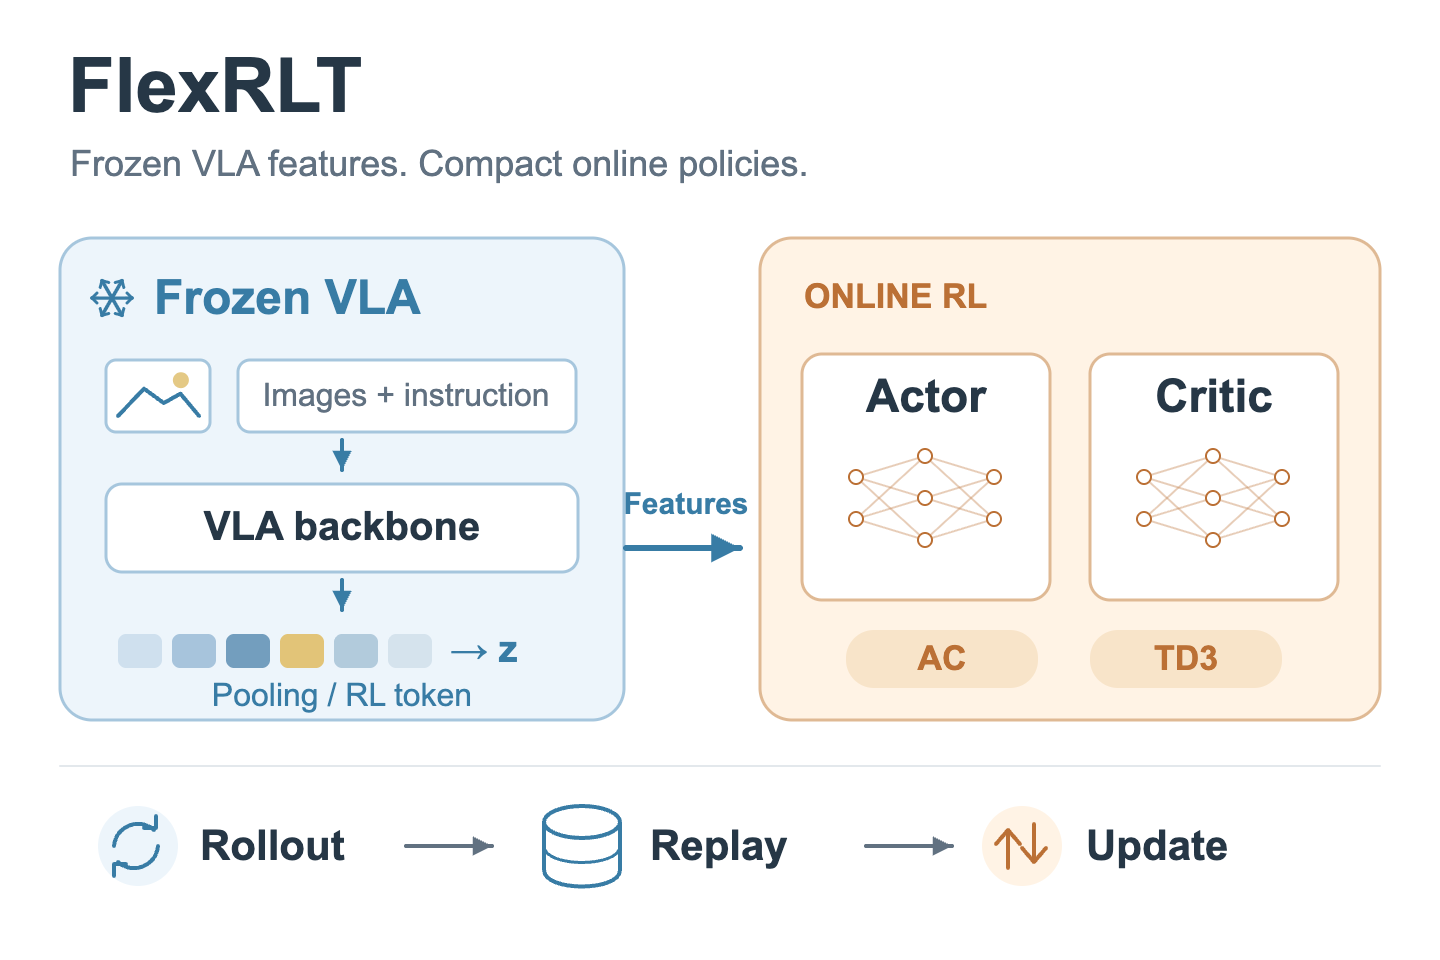 FlexRLT
Frozen VLA features. Compact online policies.
Frozen VLA
Images + instruction
VLA backbone
→ z
Pooling / RL token
Features
ONLINE RL
Actor
Critic
AC
TD3
Rollout
Replay
Update